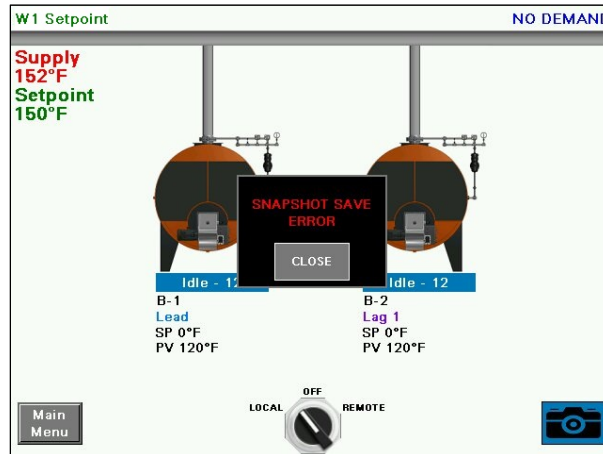 W1 Setpoint
NO DEMAND
Supply
152°F
Setpoint
150°F
SNAPSHOT SAVE
ERROR
CLOSE
Idle - 12
Idle - 12
B-1
Lead
SP 0°F
PV 120°F
B-2
Lag 1
SP 0°F
PV 120°F
OFF
LOCAL
REMOTE
Main
Menu